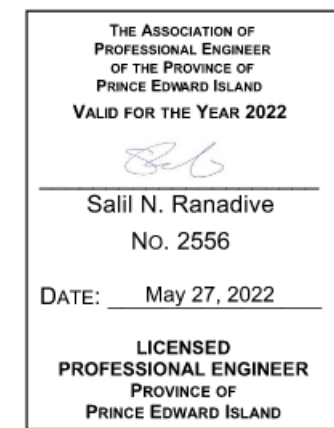 THE ASSOCIATION OF
PROFESSIONAL ENGINEER
OF THE PROVINCE OF
PRINCE EDWARD ISLAND
VALID FOR THE YEAR 2022
Salil N. Ranadive
No. 2556
DATE: May 27, 2022
LICENSED
PROFESSIONAL ENGINEER
PROVINCE OF
PRINCE EDWARD ISLAND